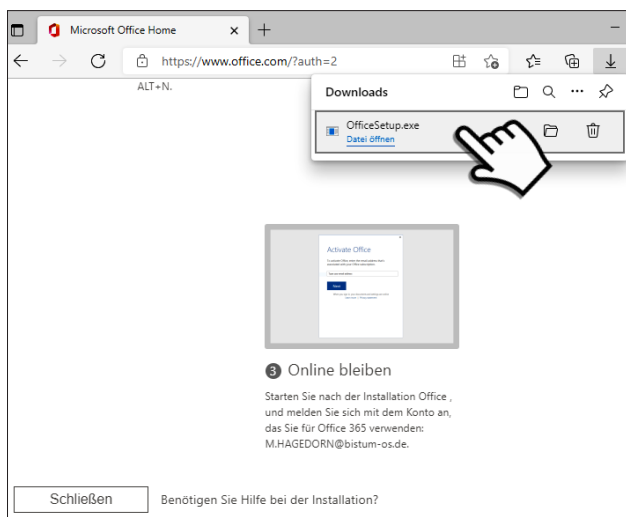 Microsoft Office Home
https://www.office.com/?auth=2
ALT+N.
Downloads
OfficeSetup.exe
Datei öffnen
Activate Office
3 Online bleiben
Starten Sie nach der Installation Office ,
und melden Sie sich mit dem Konto an,
das Sie für Office 365 verwenden:
M.HAGEDORN@bistum-os.de.
Schließen
Benötigen Sie Hilfe bei der Installation?